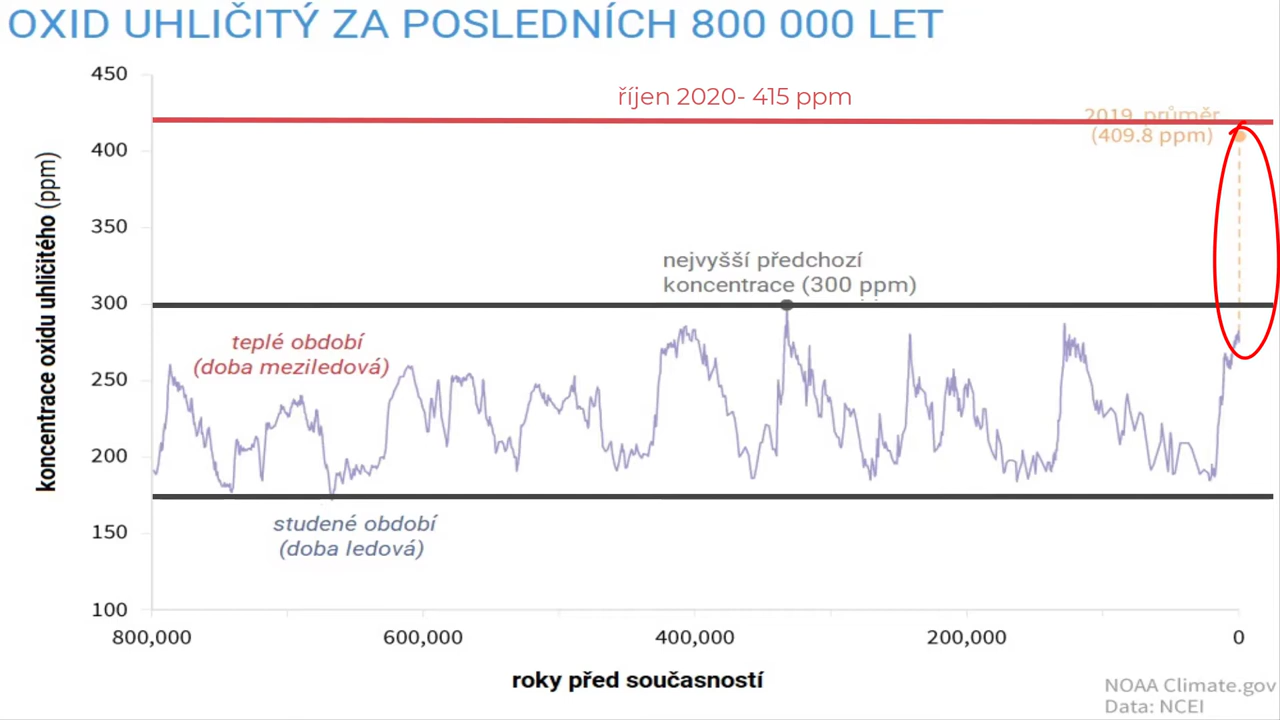 OXID UHLIČITÝ ZA POSLEDNÍCH 800 000 LET
450
400
350
300
250
200
150
100
koncentrace oxidu uhličitého (ppm)
říjen 2020- 415 ppm
2019 průměr
(409.8 ppm)
nejvyšší předchozí
koncentrace (300 ppm)
teplé období
(doba meziledová)
studené období
(doba ledová)
800,000
600,000
400,000
200,000
0
roky před současností
NOAA Climate.gov
Data: NCEI